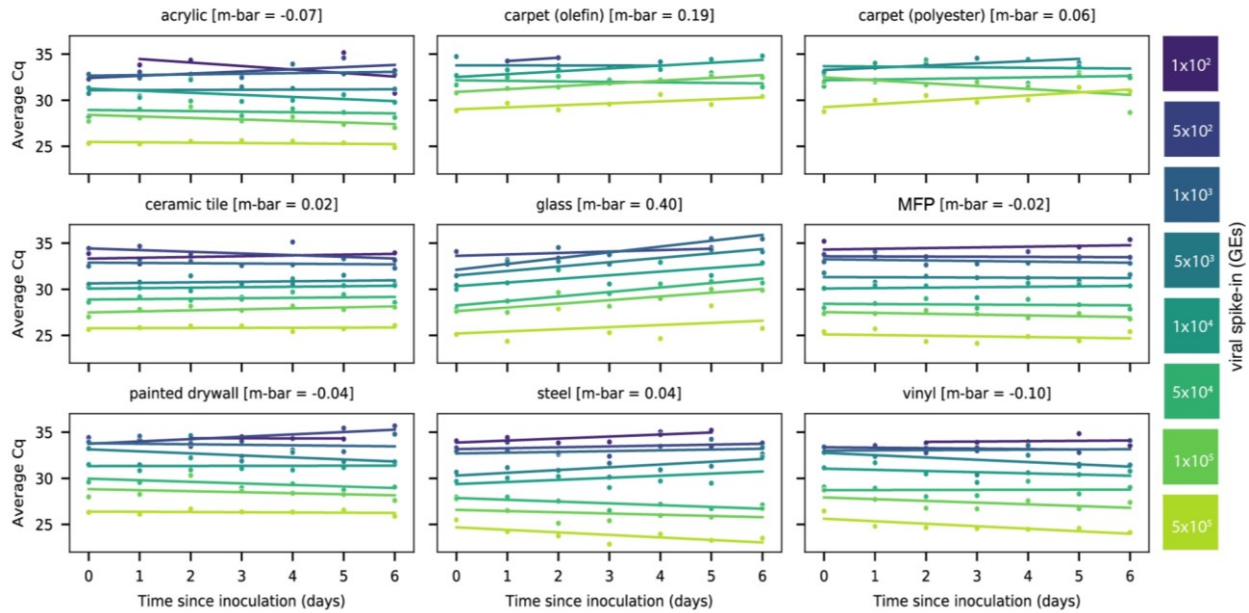 acrylic [m-bar = -0.07]
carpet (olefin) [m-bar = 0.19]
carpet (polyester) [m-bar = 0.06]
Average Cq
35
30
25
ceramic tile [m-bar 0.02]
glass [m-bar = 0.40]
MFP [m-bar = -0.02]
Average Cq
35
30
25
painted drywall [m-bar = -0.04]
steel [m-bar = 0.04]
vinyl [m-bar = -0.10]
Average Cq
35
30
25
0 1 2 3 4 5 6
0 1 2 3 4 5 6
0 1 2 3 4 5 6
Time since inoculation (days)
Time since inoculation (days)
Time since inoculation (days)
1x10²
5x10²
1x10³
5x10³
1x10⁴
5x10⁴
1x10⁵
5x10⁵
viral spike-in (GEs)